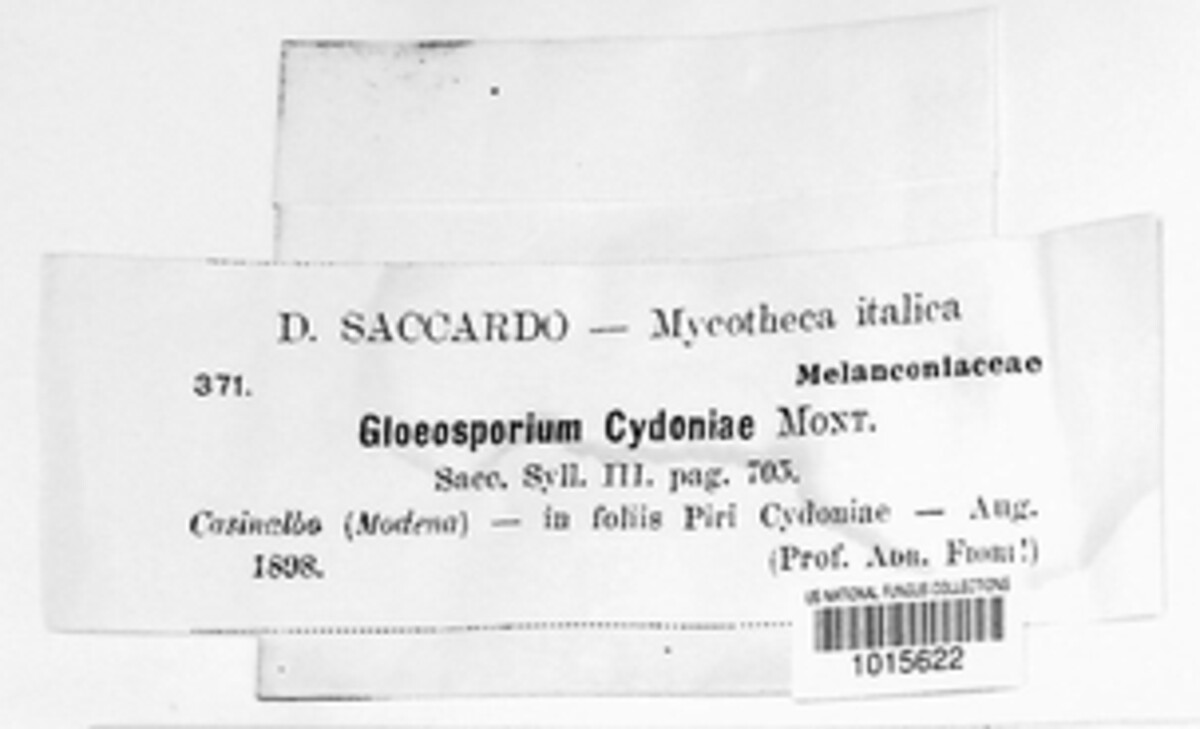 D. SACCARDO — Mycotheca italica
371.
Melanconiaceae
Gloeosporium Cydoniae MONT.
Sacc. Syll. III. pag. 703.
Casinalbo (Modena) — in foliis Piri Cydoniae — Aug.
1898.
(Prof. ADR. FIORI!)
US NATIONAL FUNGUS COLLECTIONS
1015622